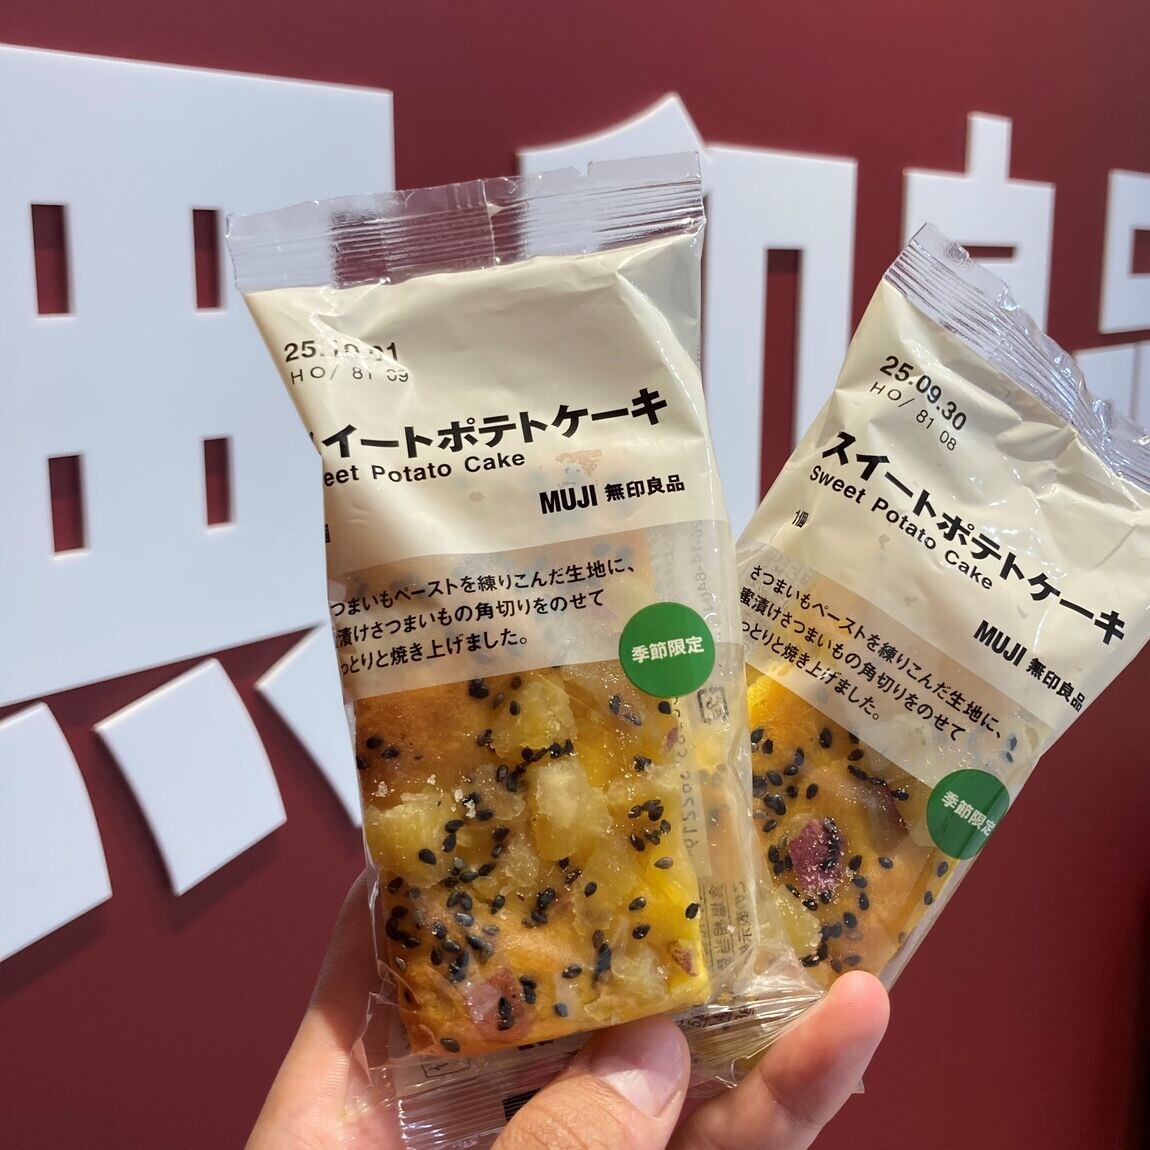 25.10.01
HO/ 81 09
イートポテトケーキ
eet Potato Cake
MUJI 無印良品
つまいもペーストを練りこんだ生地に、
漬けさつまいもの角切りをのせて
っとりと焼き上げました。
季節限定
25.09.30
HO/ 81 08
スイートポテトケーキ
Sweet Potato Cake
1個
MUJI 無印良品
さつまいもペーストを練りこんだ生地に、
蜜漬けさつまいもの角切りをのせて
っとりと焼き上げました。
季節限定